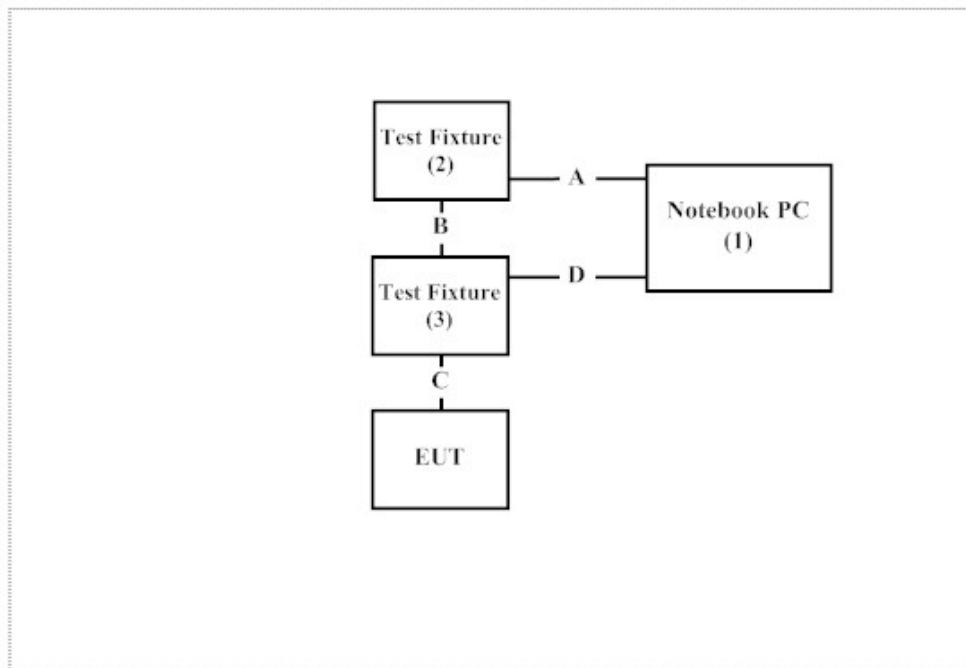 Test Fixture
(2)
A
Notebook PC
(1)
B
Test Fixture
(3)
D
C
EUT